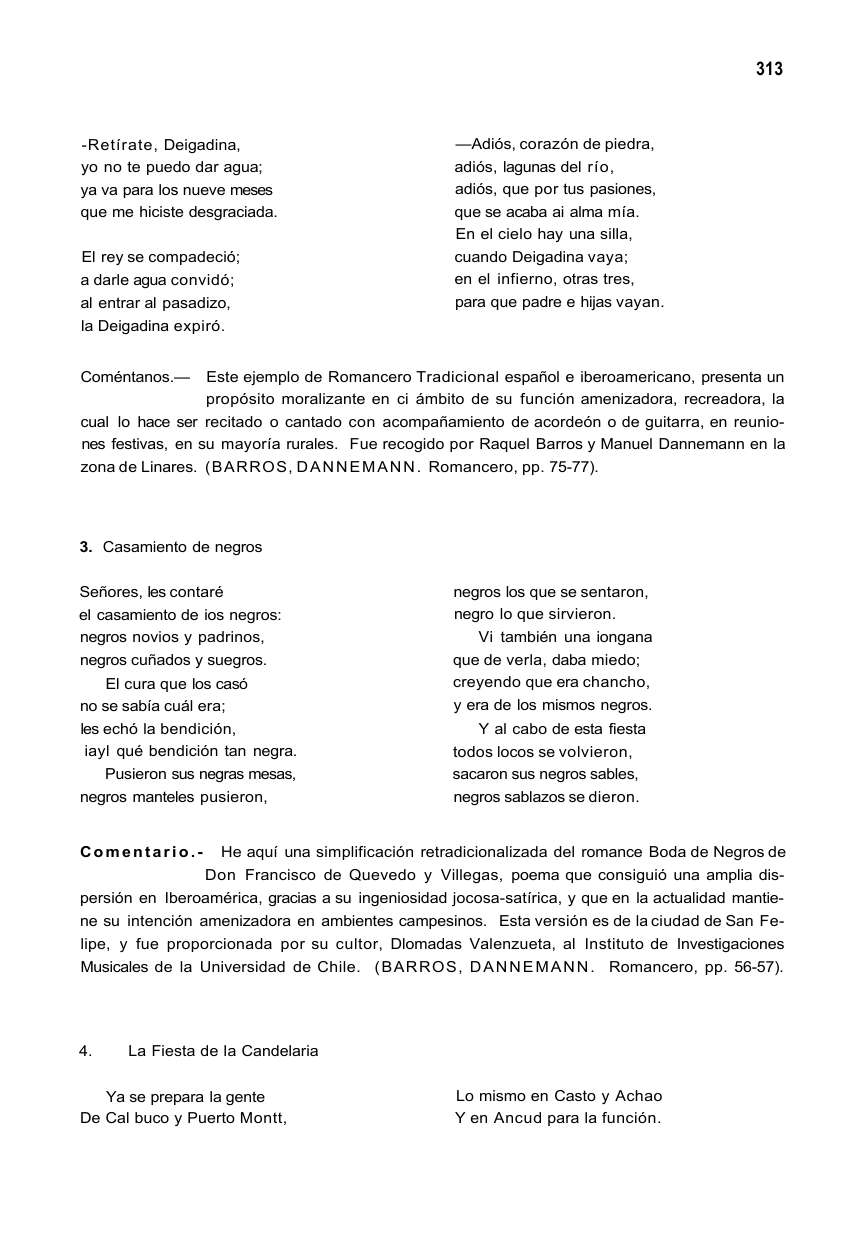 313
-Retírate, Deigadina,
yo no te puedo dar agua;
ya va para los nueve meses
que me hiciste desgraciada.
El rey se compadeció;
a darle agua convidó;
al entrar al pasadizo,
la Deigadina expiró.
—Adiós, corazón de piedra,
adiós, lagunas del río,
adiós, que por tus pasiones,
que se acaba ai alma mía.
En el cielo hay una silla,
cuando Deigadina vaya;
en el infierno, otras tres,
para que padre e hijas vayan.
Coméntanos.— Este ejemplo de Romancero Tradicional español e iberoamericano, presenta un
propósito moralizante en ci ámbito de su función amenizadora, recreadora, la
cual lo hace ser recitado o cantado con acompañamiento de acordeón o de guitarra, en reunio-
nes festivas, en su mayoría rurales. Fue recogido por Raquel Barros y Manuel Dannemann en la
zona de Linares. (BARROS, DANNEMANN. Romancero, pp. 75-77).
3. Casamiento de negros
Señores, les contaré
el casamiento de ios negros:
negros novios y padrinos,
negros cuñados y suegros.
El cura que los casó
no se sabía cuál era;
les echó la bendición,
iayl qué bendición tan negra.
Pusieron sus negras mesas,
negros manteles pusieron,
negros los que se sentaron,
negro lo que sirvieron.
Vi también una iongana
que de verla, daba miedo;
creyendo que era chancho,
y era de los mismos negros.
Y al cabo de esta fiesta
todos locos se volvieron,
sacaron sus negros sables,
negros sablazos se dieron.
Comentario.- He aquí una simplificación retradicionalizada del romance Boda de Negros de
Don Francisco de Quevedo y Villegas, poema que consiguió una amplia dis-
persión en Iberoamérica, gracias a su ingeniosidad jocosa-satírica, y que en la actualidad mantie-
ne su intención amenizadora en ambientes campesinos. Esta versión es de la ciudad de San Fe-
lipe, y fue proporcionada por su cultor, Dlomadas Valenzueta, al Instituto de Investigaciones
Musicales de la Universidad de Chile. (BARROS, DANNEMANN. Romancero, pp. 56-57).
4. La Fiesta de la Candelaria
Ya se prepara la gente
De Cal buco y Puerto Montt,
Lo mismo en Casto y Achao
Y en Ancud para la función.